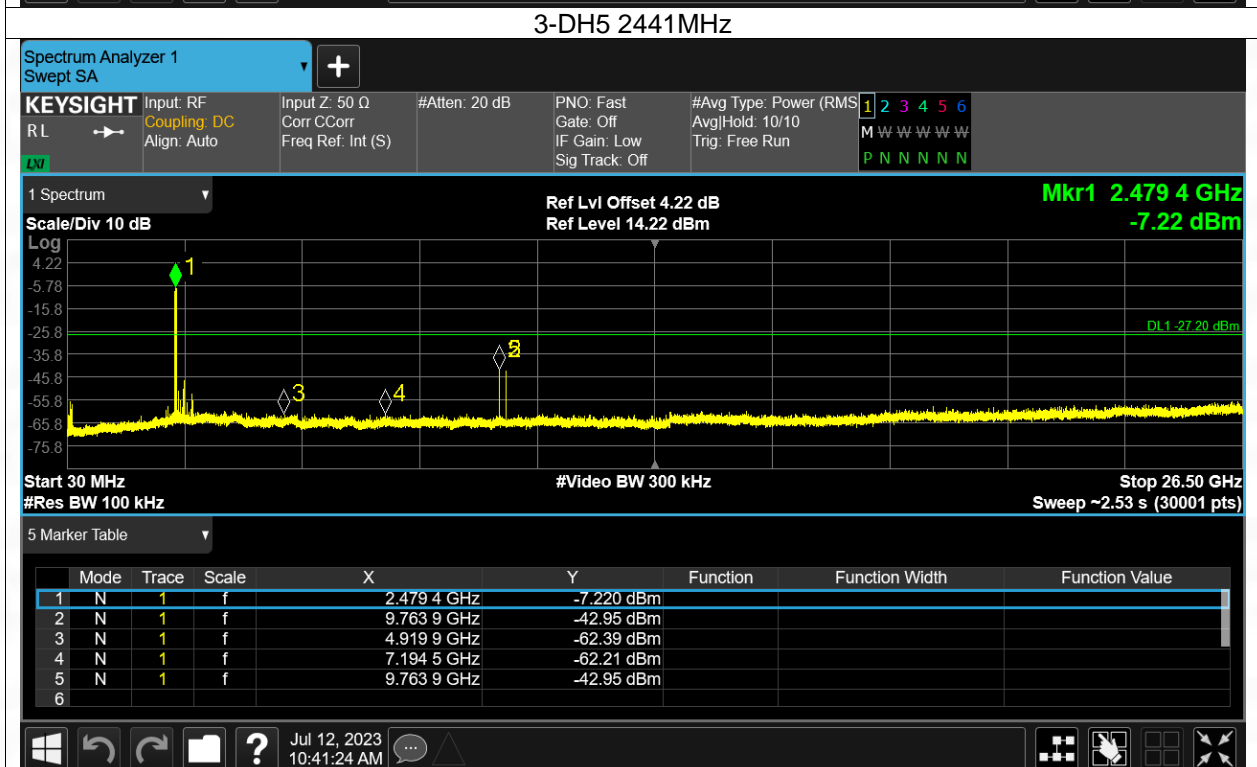 3-DH5 2441MHz
Spectrum Analyzer 1
Swept SA
KEYSIGHT Input: RF Input Z: 50 Ω #Atten: 20 dB PNO: Fast #Avg Type: Power (RMS 1 2 3 4 5 6
RL Coupling: DC Corr CCorr Gate: Off Avg|Hold: 10/10 M W W W W W
Align: Auto Freq Ref: Int (S) IF Gain: Low Trig: Free Run
LXI Sig Track: Off P N N N N N
1 Spectrum Ref Lvl Offset 4.22 dB Mkr1 2.479 4 GHz
Scale/Div 10 dB Ref Level 14.22 dBm -7.22 dBm
Log
4.22 1
-5.78
-15.8
-25.8 DL1 -27.20 dBm
-35.8
-45.8
-55.8 3 4
-65.8
-75.8
Start 30 MHz #Video BW 300 kHz Stop 26.50 GHz
#Res BW 100 kHz Sweep ~2.53 s (30001 pts)
5 Marker Table
Mode Trace Scale X Y Function Function Width Function Value
1 N 1 f 2.479 4 GHz -7.220 dBm
2 N 1 f 9.763 9 GHz -42.95 dBm
3 N 1 f 4.919 9 GHz -62.39 dBm
4 N 1 f 7.194 5 GHz -62.21 dBm
5 N 1 f 9.763 9 GHz -42.95 dBm
6
? Jul 12, 2023
10:41:24 AM